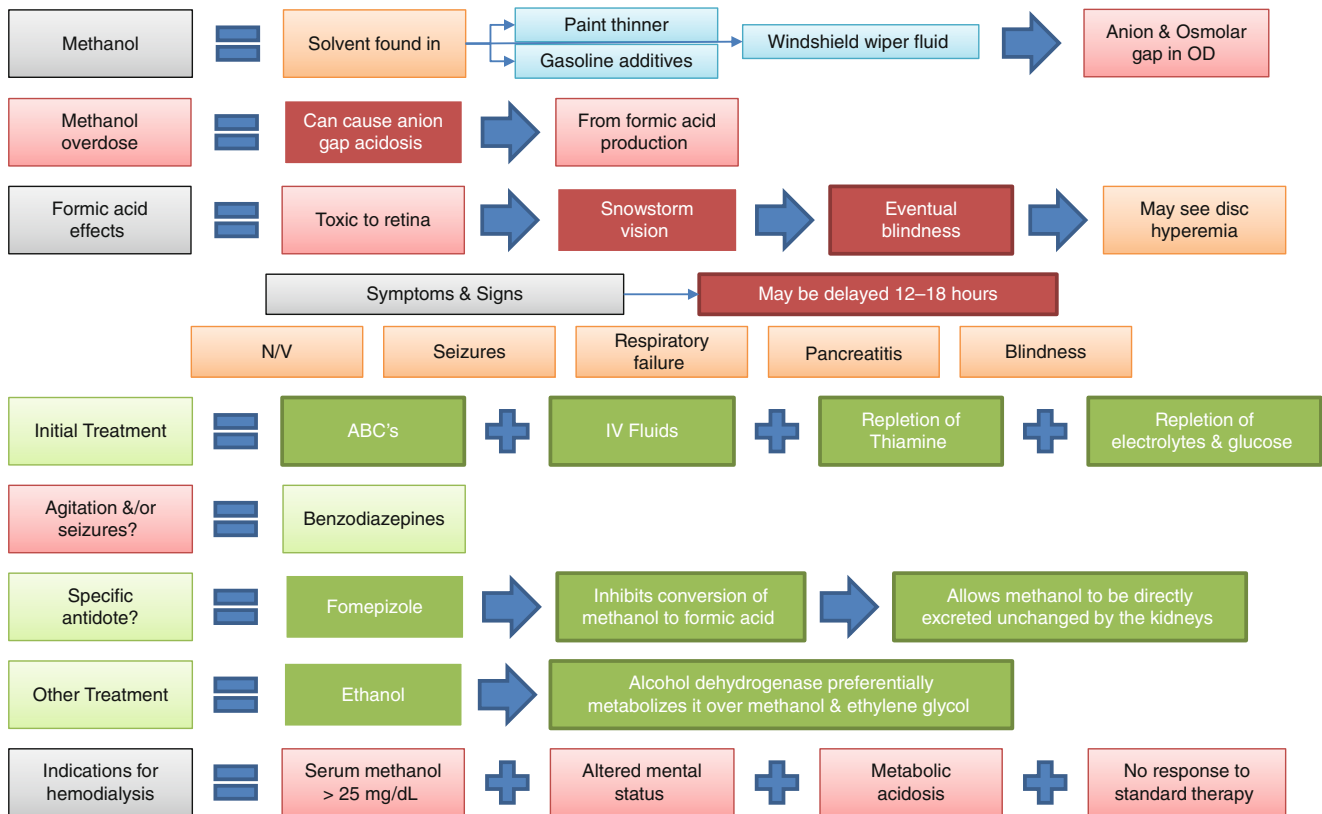 Methanol
Solvent found in
Paint thinner
Gasoline additives
Windshield wiper fluid
Anion & Osmolar
gap in OD
Methanol
overdose
Can cause anion
gap acidosis
From formic acid
production
Formic acid
effects
Toxic to retina
Snowstorm
vision
Eventual
blindness
May see disc
hyperemia
Symptoms & Signs
May be delayed 12–18 hours
N/V
Seizures
Respiratory
failure
Pancreatitis
Blindness
Initial Treatment
ABC's
IV Fluids
Repletion of
Thiamine
Repletion of
electrolytes & glucose
Agitation &/or
seizures?
Benzodiazepines
Specific
antidote?
Fomepizole
Inhibits conversion of
methanol to formic acid
Allows methanol to be directly
excreted unchanged by the kidneys
Other Treatment
Ethanol
Alcohol dehydrogenase preferentially
metabolizes it over methanol & ethylene glycol
Indications for
hemodialysis
Serum methanol
> 25 mg/dL
Altered mental
status
Metabolic
acidosis
No response to
standard therapy